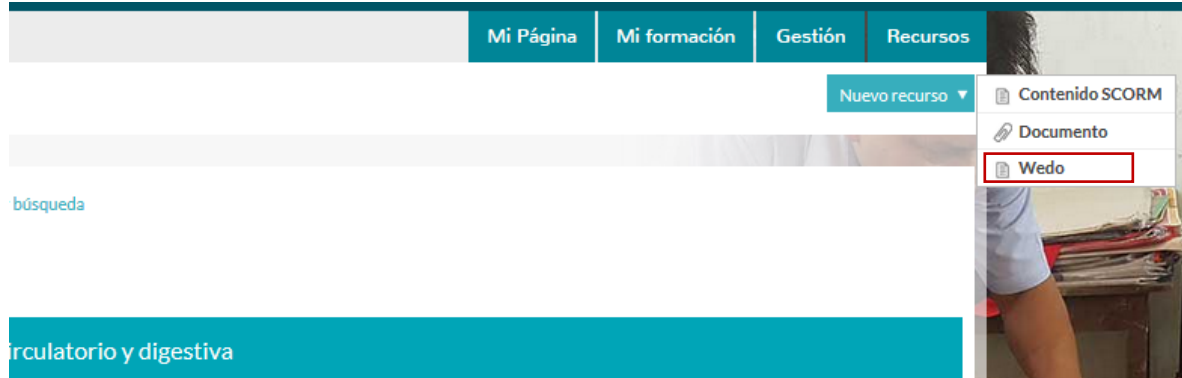 Mi Página Mi formación Gestión Recursos
Nuevo recurso ▼
Contenido SCORM
Documento
Wedo
búsqueda
irculatorio y digestiva